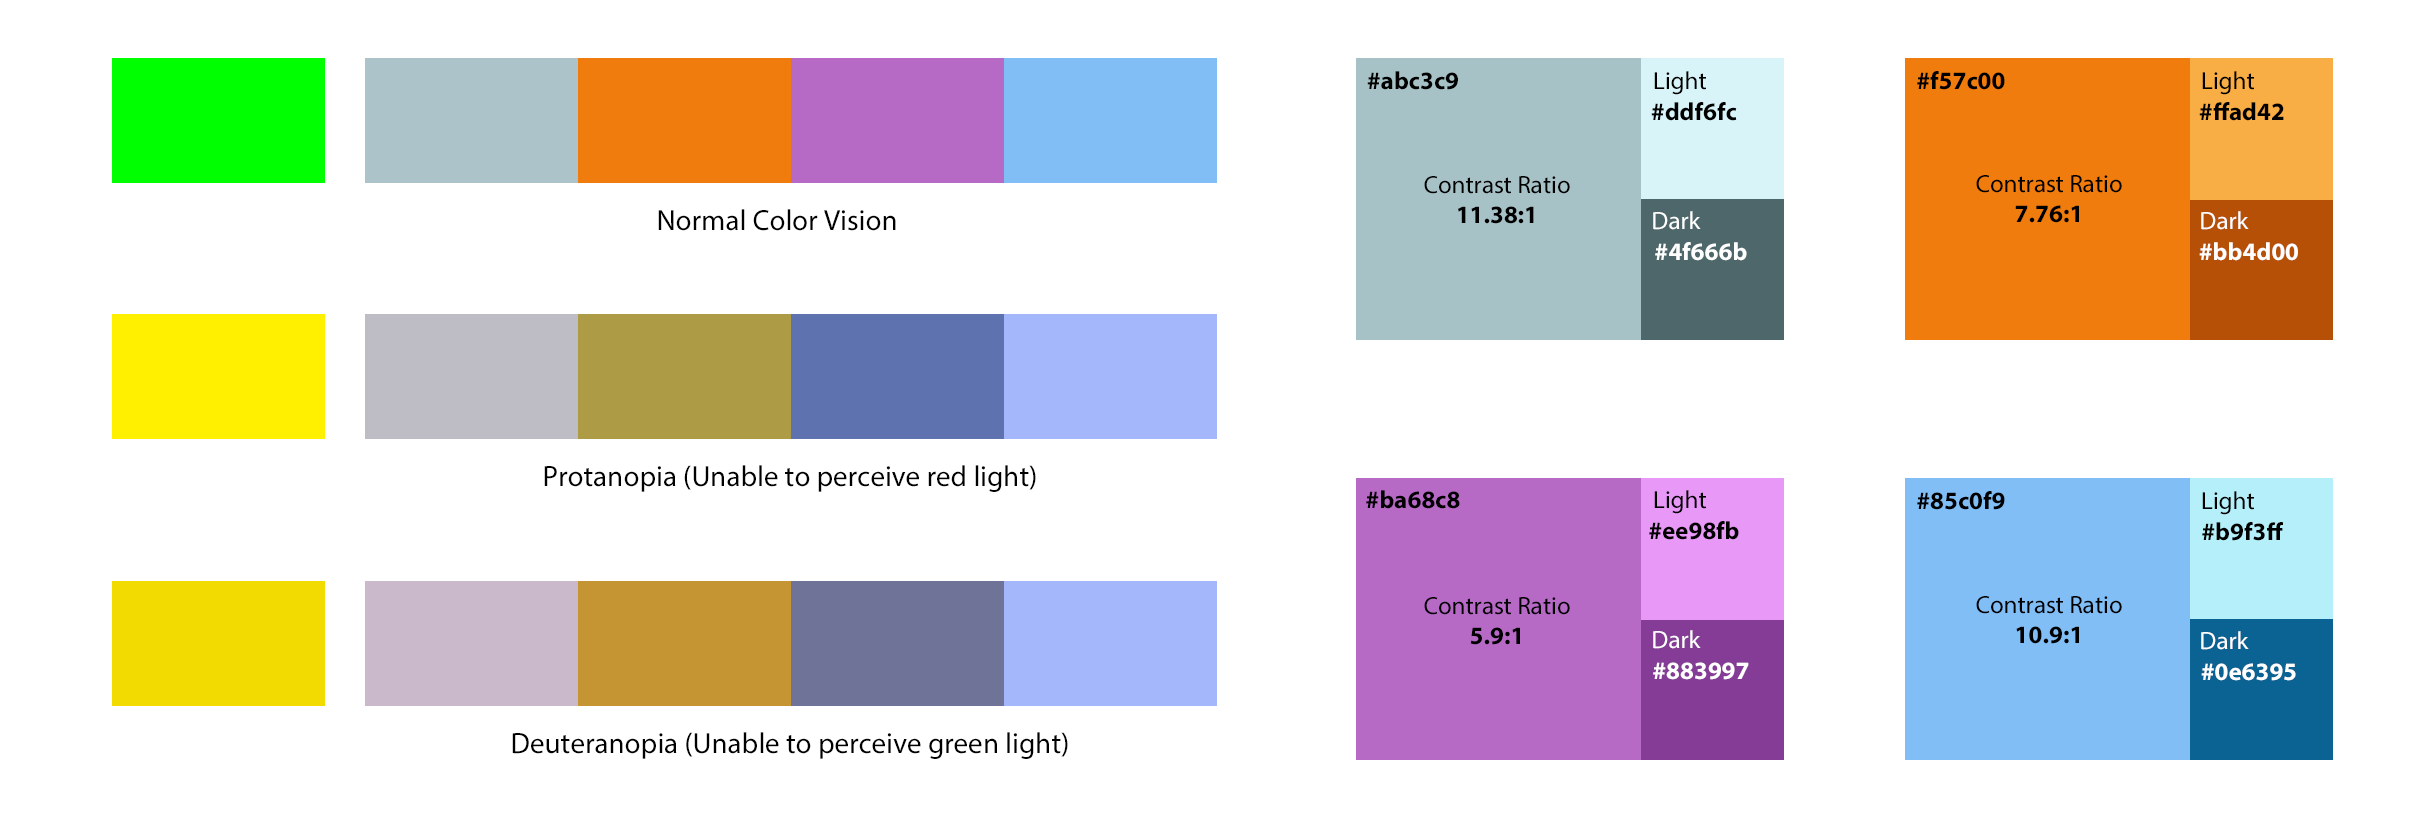 Normal Color Vision
Protanopia (Unable to perceive red light)
Deuteranopia (Unable to perceive green light)
#abc3c9
Contrast Ratio
11.38:1
Light
#ddf6fc
Dark
#4f666b
#f57c00
Contrast Ratio
7.76:1
Light
#ffad42
Dark
#bb4d00
#ba68c8
Contrast Ratio
5.9:1
Light
#ee98fb
Dark
#883997
#85c0f9
Contrast Ratio
10.9:1
Light
#b9f3ff
Dark
#0e6395